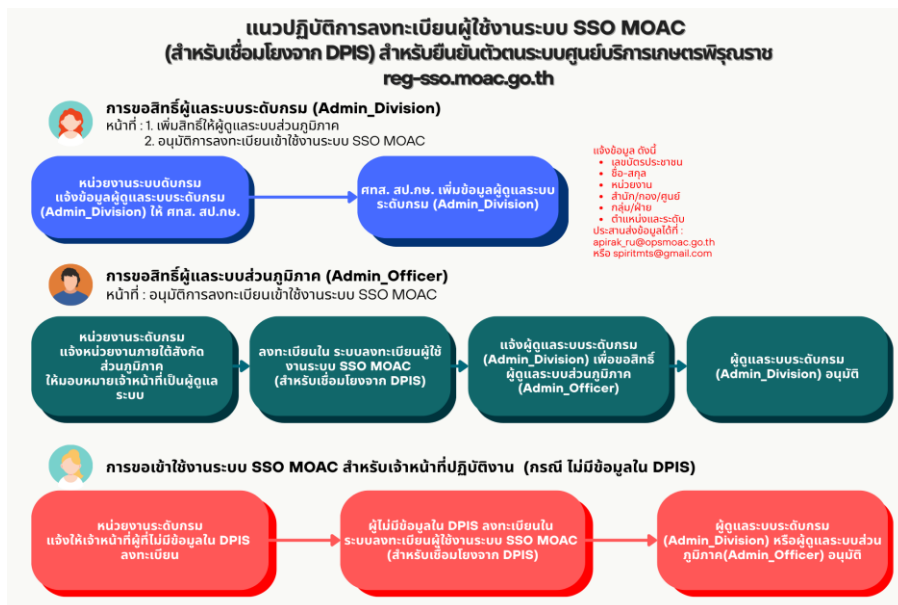 แนวปฏิบัติการลงทะเบียนผู้ใช้งานระบบ SSO MOAC
(สำหรับเชื่อมโยงจาก DPIS) สำหรับยืนยันตัวตนระบบศูนย์บริการเกษตรพิรุณราช
reg-sso.moac.go.th
การขอสิทธิ์ผู้แลระบบระดับกรม (Admin_Division)
หน้าที่ : 1. เพิ่มสิทธิ์ให้ผู้ดูแลระบบส่วนภูมิภาค
2. อนุมัติการลงทะเบียนเข้าใช้งานระบบ SSO MOAC
หน่วยงานระบบดับกรม
แจ้งข้อมูลผู้ดูแลระบบระดับกรม
(Admin_Division) ให้ ศทส. สป.กษ.
ศทส. สป.กษ. เพิ่มข้อมูลผู้ดูแลระบบ
ระดับกรม (Admin_Division)
แจ้งข้อมูล ดังนี้
• เลขบัตรประชาชน
• ชื่อ-สกุล
• หน่วยงาน
• สำนัก/กอง/ศูนย์
• กลุ่ม/ฝ่าย
• ตำแหน่งและระดับ
ประสานส่งข้อมูลได้ที่ :
apirak_ru@opsmoac.go.th
หรือ spiritmts@gmail.com
การขอสิทธิ์ผู้แลระบบส่วนภูมิภาค (Admin_Officer)
หน้าที่ : อนุมัติการลงทะเบียนเข้าใช้งานระบบ SSO MOAC
หน่วยงานระดับกรม
แจ้งหน่วยงานภายใต้สังกัด
ส่วนภูมิภาค
ให้มอบหมายเจ้าหน้าที่เป็นผู้ดูแล
ระบบ
ลงทะเบียนใน ระบบลงทะเบียนผู้ใช้
งานระบบ SSO MOAC
(สำหรับเชื่อมโยงจาก DPIS)
แจ้งผู้ดูแลระบบระดับกรม
(Admin_Division) เพื่อขอสิทธิ์
ผู้ดูแลระบบส่วนภูมิภาค
(Admin_Officer)
ผู้ดูแลระบบระดับกรม
(Admin_Division) อนุมัติ
การขอเข้าใช้งานระบบ SSO MOAC สำหรับเจ้าหน้าที่ปฏิบัติงาน (กรณี ไม่มีข้อมูลใน DPIS)
หน่วยงานระดับกรม
แจ้งให้เจ้าหน้าที่ผู้ที่ไม่มีข้อมูลใน DPIS
ลงทะเบียน
ผู้ไม่มีข้อมูลใน DPIS ลงทะเบียนใน
ระบบลงทะเบียนผู้ใช้งานระบบ SSO MOAC
(สำหรับเชื่อมโยงจาก DPIS)
ผู้ดูแลระบบระดับกรม
(Admin_Division) หรือผู้ดูแลระบบส่วน
ภูมิภาค(Admin_Officer) อนุมัติ